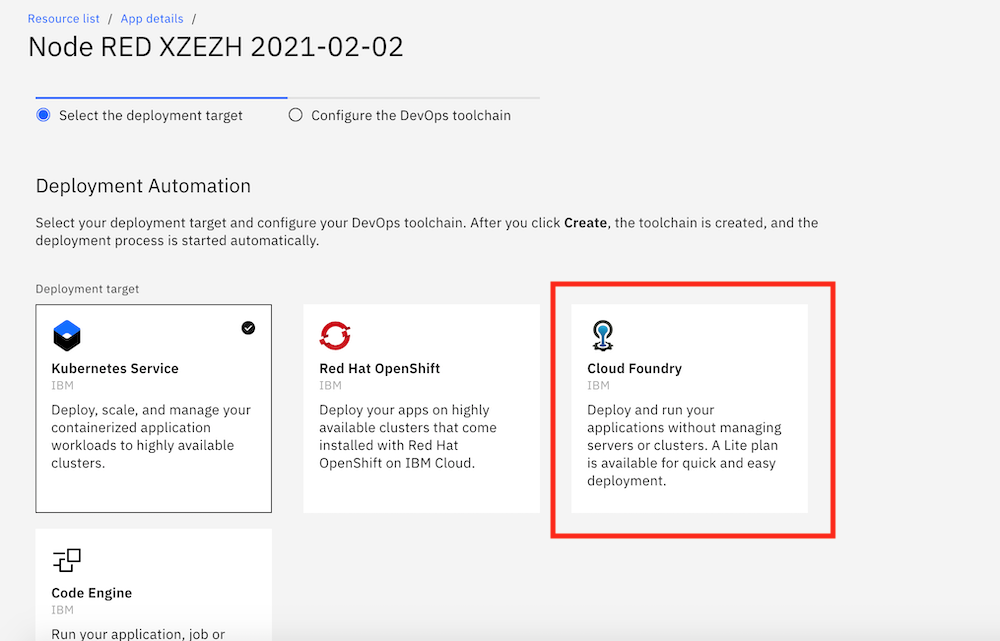 Resource list / App details /
Node RED XZEZH 2021-02-02
Select the deployment target
Configure the DevOps toolchain
Deployment Automation
Select your deployment target and configure your DevOps toolchain. After you click Create, the toolchain is created, and the
deployment process is started automatically.
Deployment target
Kubernetes Service
IBM
Deploy, scale, and manage your
containerized application
workloads to highly available
clusters.
Red Hat OpenShift
IBM
Deploy your apps on highly
available clusters that come
installed with Red Hat
OpenShift on IBM Cloud.
Cloud Foundry
IBM
Deploy and run your
applications without managing
servers or clusters. A Lite plan
is available for quick and easy
deployment.
Code Engine
IBM
Run your application, job or